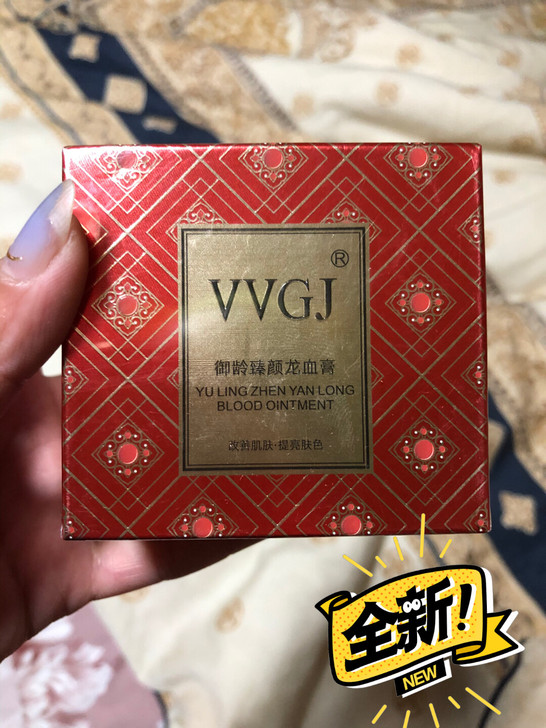 VVGJ®
御龄臻颜龙血膏
YU LING ZHEN YAN LONG
BLOOD OINTMENT
改善肌肤·提亮肤色
全新!
NEW